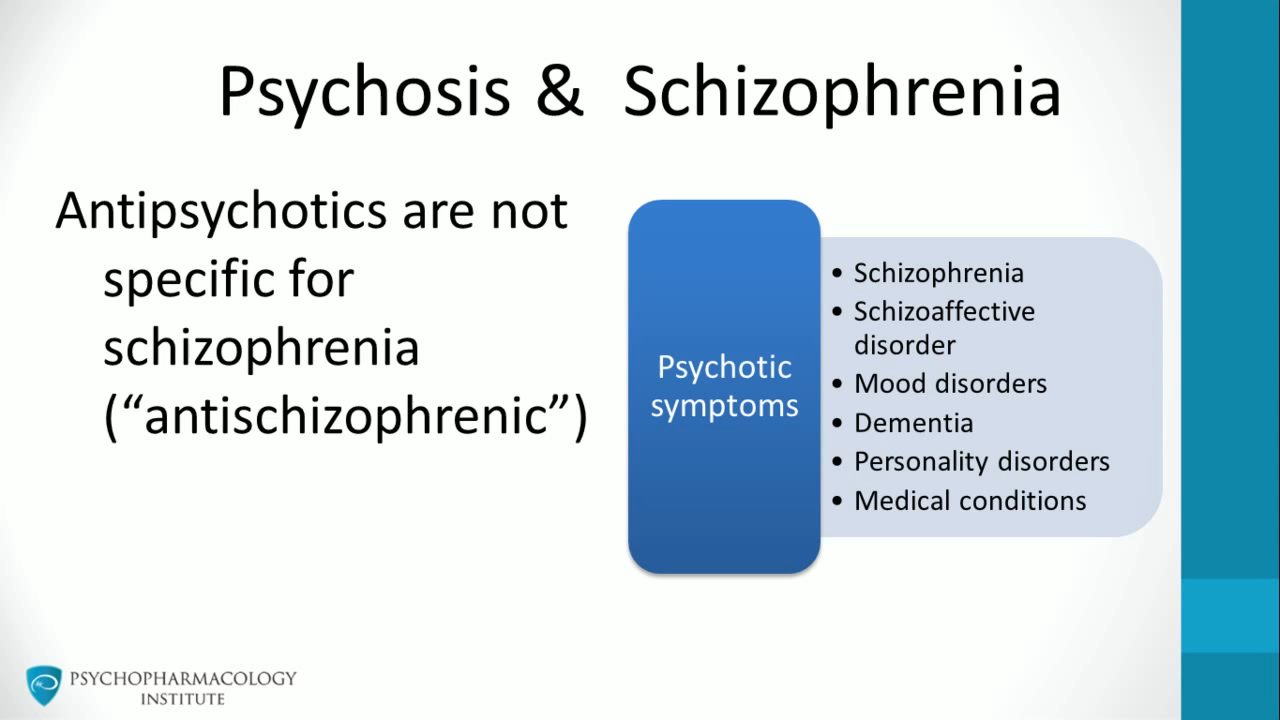 Psychosis & Schizophrenia
Antipsychotics are not
specific for
schizophrenia
(“antischizophrenic”)
Psychotic
symptoms
• Schizophrenia
• Schizoaffective
disorder
• Mood disorders
• Dementia
• Personality disorders
• Medical conditions
PSYCHOPHARMACOLOGY
INSTITUTE